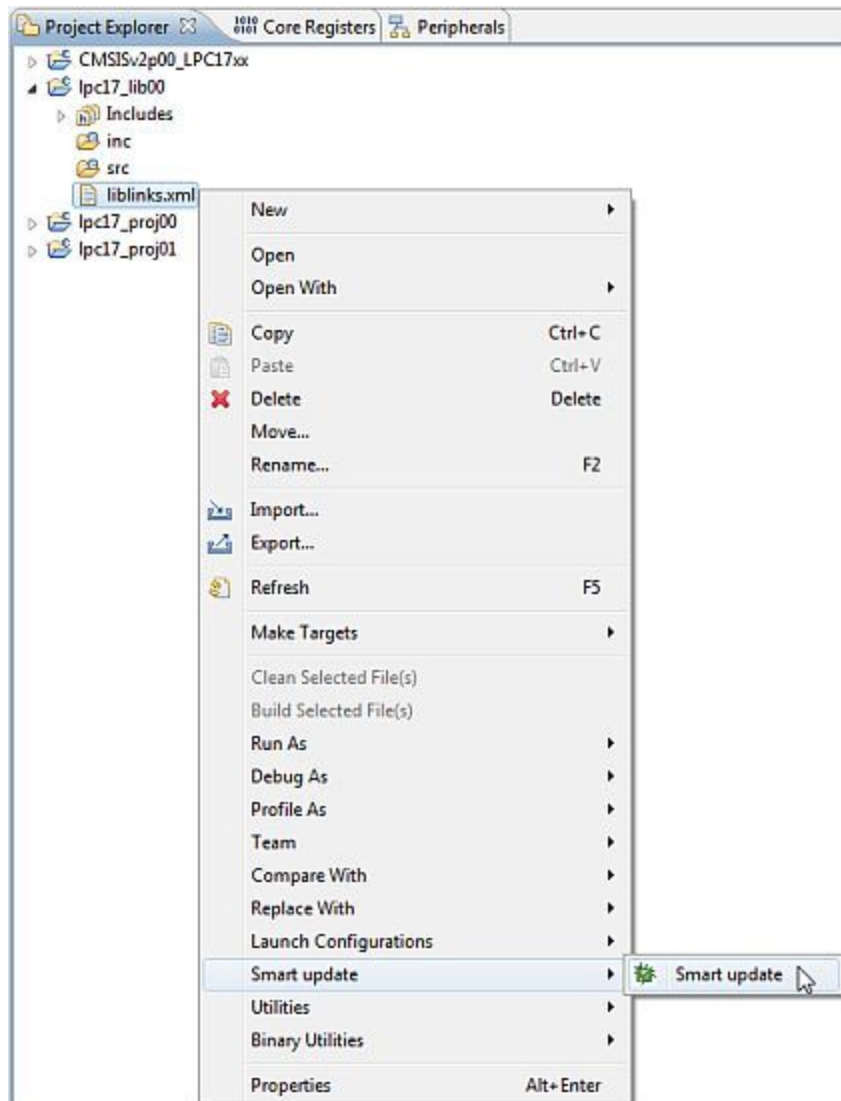 Project Explorer Core Registers Peripherals
CMSISv2p00_LPC17xx
lpc17_lib00
Includes
inc
src
liblinks.xml
lpc17_proj00
lpc17_proj01
New
Open
Open With
Copy Ctrl+C
Paste Ctrl+V
Delete Delete
Move...
Rename... F2
Import...
Export...
Refresh F5
Make Targets
Clean Selected File(s)
Build Selected File(s)
Run As
Debug As
Profile As
Team
Compare With
Replace With
Launch Configurations
Smart update Smart update
Utilities
Binary Utilities
Properties Alt+Enter